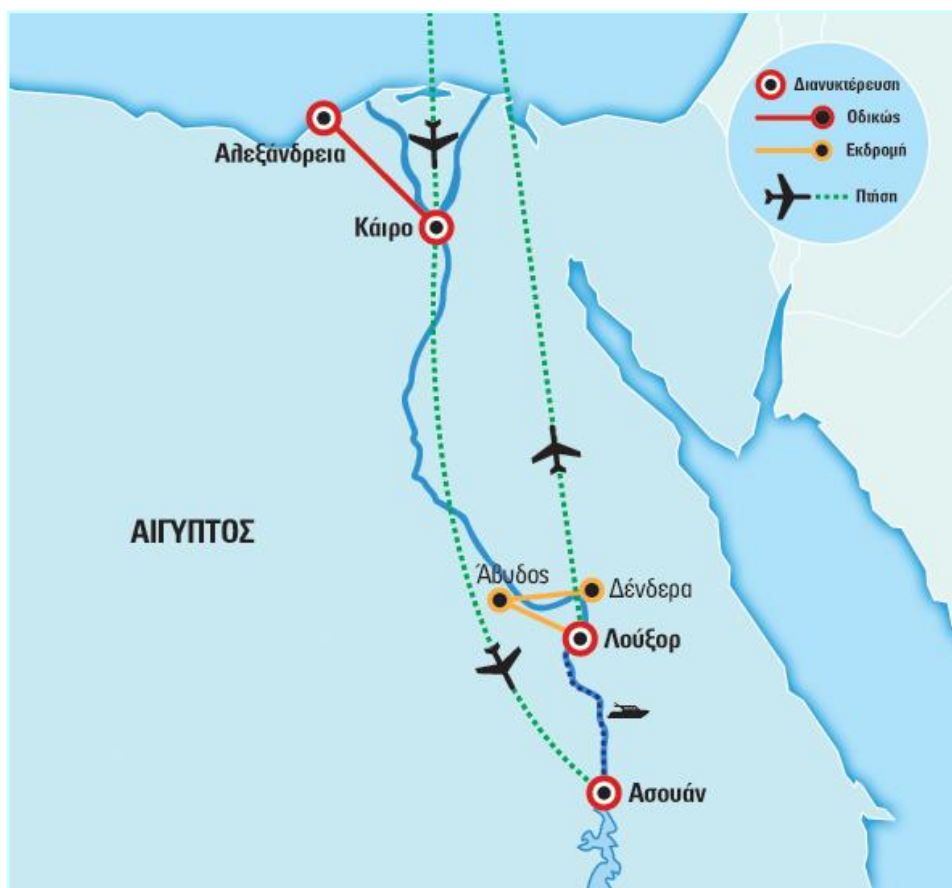 Διανυκτέρευση
Οδικώς
Εκδρομή
Πτήση
Αλεξάνδρεια
Κάιρο
ΑΙΓΥΠΤΟΣ
Άβυδος
Δένδερα
Λούξορ
Ασουάν